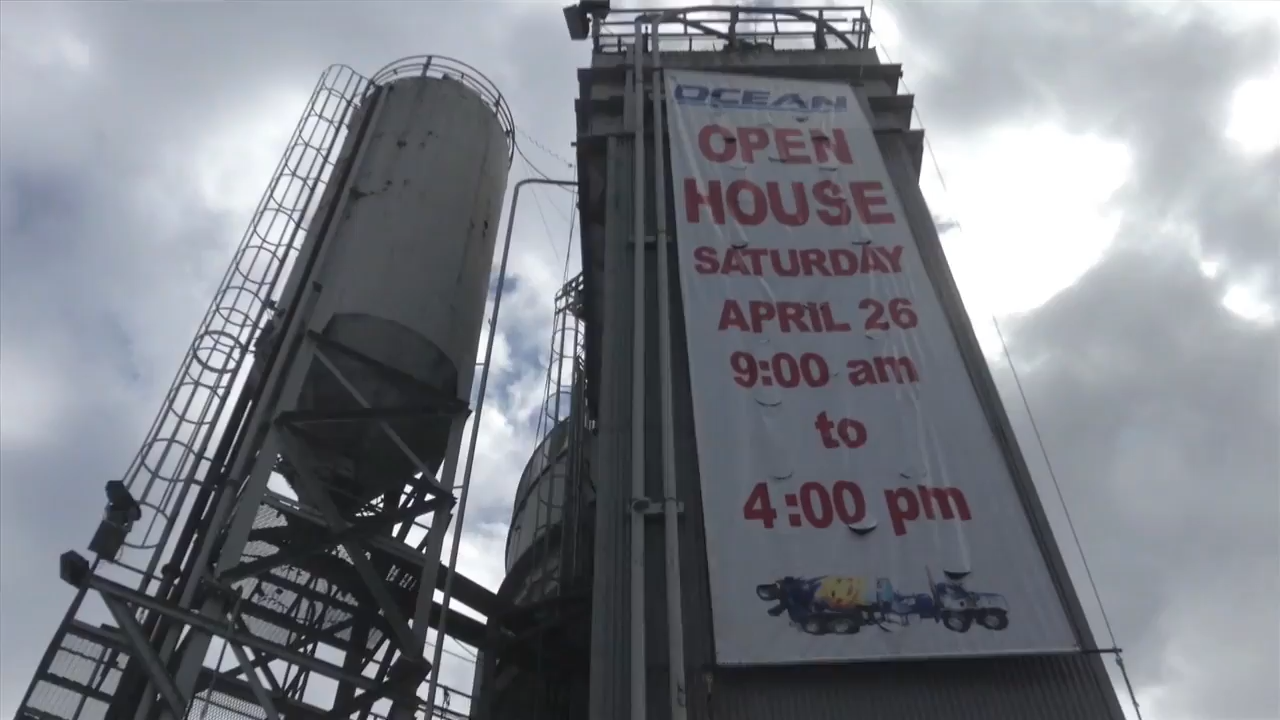 OCEAN
OPEN
HOUSE
SATURDAY
APRIL 26
9:00 am
to
4:00 pm